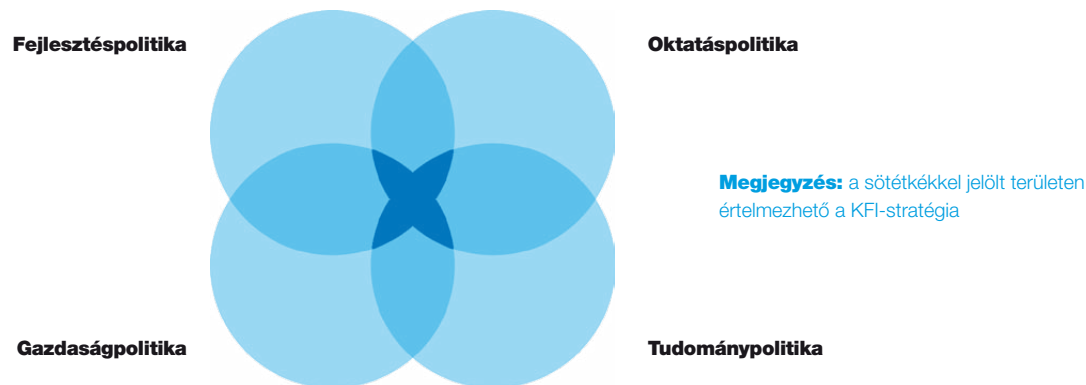 Fejlesztéspolitika
Oktatáspolitika
Megjegyzés: a sötétkékkel jelölt területen
értelmezhető a KFI-stratégia
Gazdaságpolitika
Tudománypolitika